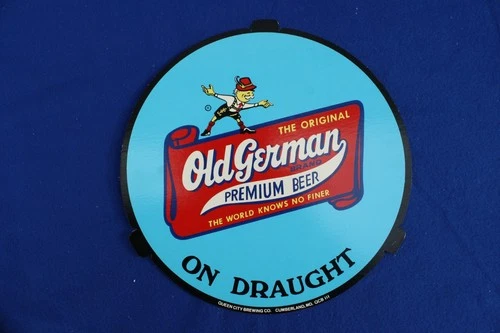 ®
THE ORIGINAL
Old German
BRAND
PREMIUM BEER
THE WORLD KNOWS NO FINER
ON DRAUGHT
QUEEN CITY BREWING CO. CUMBERLAND, MD.